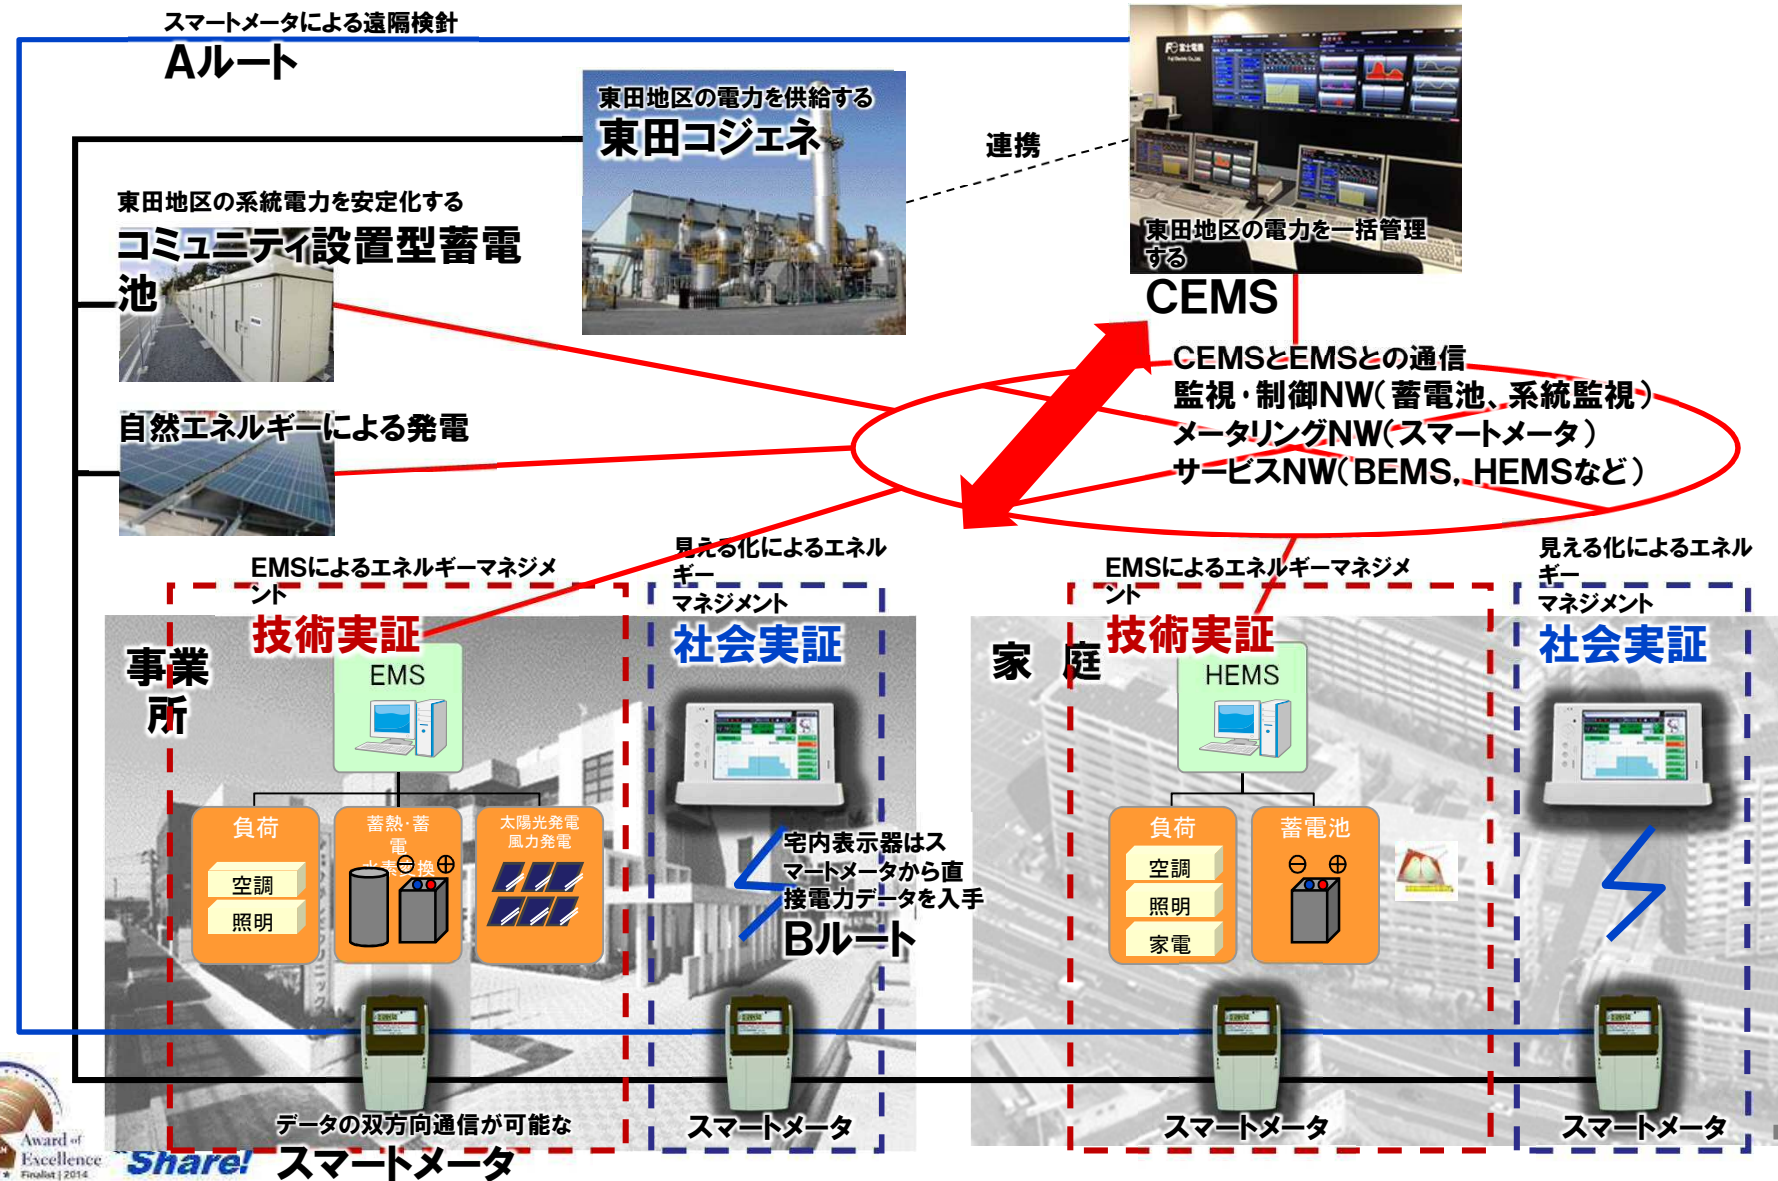 スマートメータによる遠隔検針
Aルート
東田地区の電力を供給する
東田コジェネ
連携
富士電機
Fuji Electric Co.,Ltd.
東田地区の電力を一括管理
する
CEMS
東田地区の系統電力を安定化する
コミュニティ設置型蓄電
池
自然エネルギーによる発電
CEMSとEMSとの通信
監視・制御NW(蓄電池、系統監視)
メータリングNW(スマートメータ)
サービスNW(BEMS, HEMSなど)
EMSによるエネルギーマネジメ
ント
技術実証
事業
所
EMS
負荷
空調
照明
蓄熱・蓄
電
水素変換
太陽光発電
風力発電
見える化によるエネル
ギー
マネジメント
社会実証
宅内表示器はス
マートメータから直
接電力データを入手
Bルート
データの双方向通信が可能な
スマートメータ
スマートメータ
家 庭
EMSによるエネルギーマネジメ
ント
技術実証
HEMS
負荷
空調
照明
家電
蓄電池
見える化によるエネル
ギー
マネジメント
社会実証
スマートメータ
スマートメータ
Award of
Excellence
Finalist | 2014
"Share!